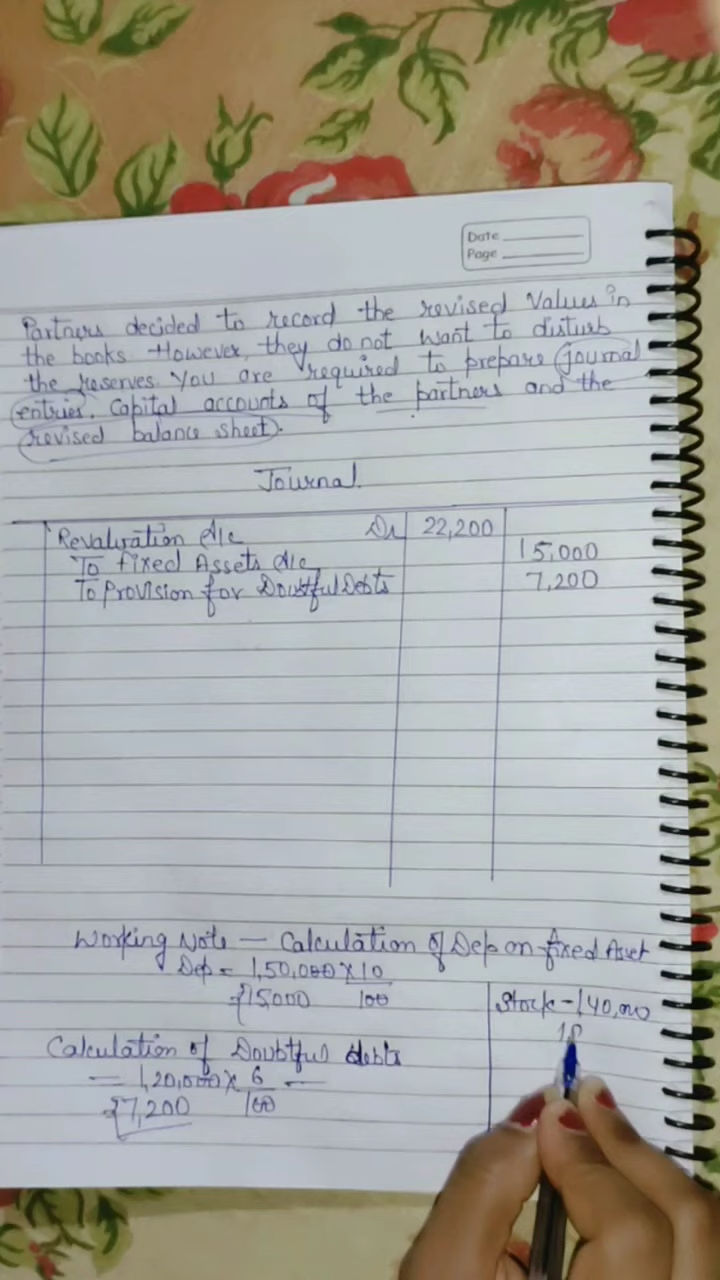 Date
Page
Partners decided to record the revised Values in
the books. However, they do not want to disturb
the reserves. You are required to prepare journal
entries, Capital accounts of the partners and the
revised balance sheet.
Journal
Revaluation A/c Dr 22,200
To fixed Assets A/c 15,000
To Provision for Doubtful Debts 7,200
Working Note — Calculation of Dep on fixed Asset
Dep = 1,50,000 x 10
₹15000 100
Stock - 140,000
Calculation of Doubtful debts
= 1,20,000 x 6
₹7,200 100